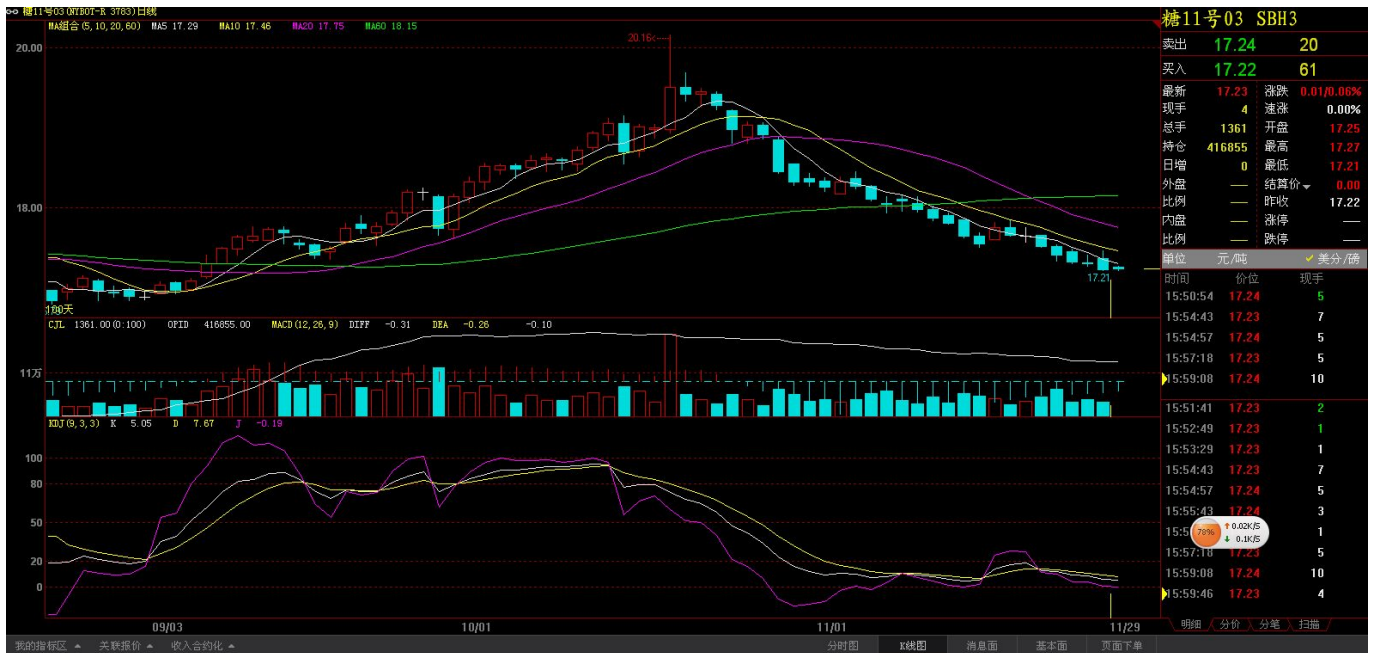 糖11号03(NYBOT-R 3783)日线
MA组合(5,10,20,60) MA5 17.29 MA10 17.46 MA20 17.75 MA60 18.15
20.00
20.16
18.00
17.21
CJL 1361.00(0:100) OPID 416855.00 MACD(12,26,9) DIFF -0.31 DEA -0.26 -0.10
11万
KDJ(9,3,3) K 5.05 D 7.67 J -0.19
100
80
50
20
0
09/03 10/01 11/01 11/29
我的指标区 关联报价 收入合约化 分时图 K线图 消息面 基本面 页面下单
糖11号03 SBH3
卖出 17.24 20
买入 17.22 61
最新 17.23 涨跌 0.01/0.06%
现手 4 速涨 0.00%
总手 1361 开盘 17.25
持仓 416855 最高 17.27
日增 0 最低 17.21
外盘 — 结算价 0.00
比例 — 昨收 17.22
内盘 — 涨停 —
比例 — 跌停 —
单位 元/吨 美分/磅
时间 价位 现手
15:50:54 17.24 5
15:54:43 17.23 7
15:54:57 17.24 5
15:57:18 17.23 5
15:59:08 17.24 10
15:51:41 17.23 2
15:52:49 17.23 1
15:53:29 17.23 1
15:54:43 17.23 7
15:54:57 17.24 5
15:55:43 17.24 3
78% 0.02K/S 1
0.1K/S
15:57:18 17.23 5
15:59:08 17.24 10
15:59:46 17.23 4
明细 分价 分笔 扫描